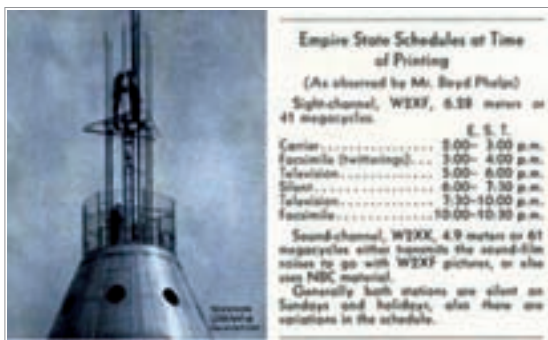 Empire State Schedules at Time
of Printing
(As observed by Mr. Boyd Phelps)
Sight-channel, W2XF, 6.28 meters or
41 megacycles.
E. S. T.
Carrier 2:00- 3:00 p.m.
Facsimile (twitterings) 3:00- 4:00 p.m.
Television 5:00- 6:00 p.m.
Silent 6:00- 7:30 p.m.
Television 7:30-10:00 p.m.
Facsimile 10:00-10:30 p.m.
Sound-channel, W2XK, 4.9 meters or 61
megacycles either transmits the sound-film
voices to go with W2XF pictures, or else
uses NBC material.
Generally both stations are silent on
Sundays and holidays, also there are
variations in the schedule.